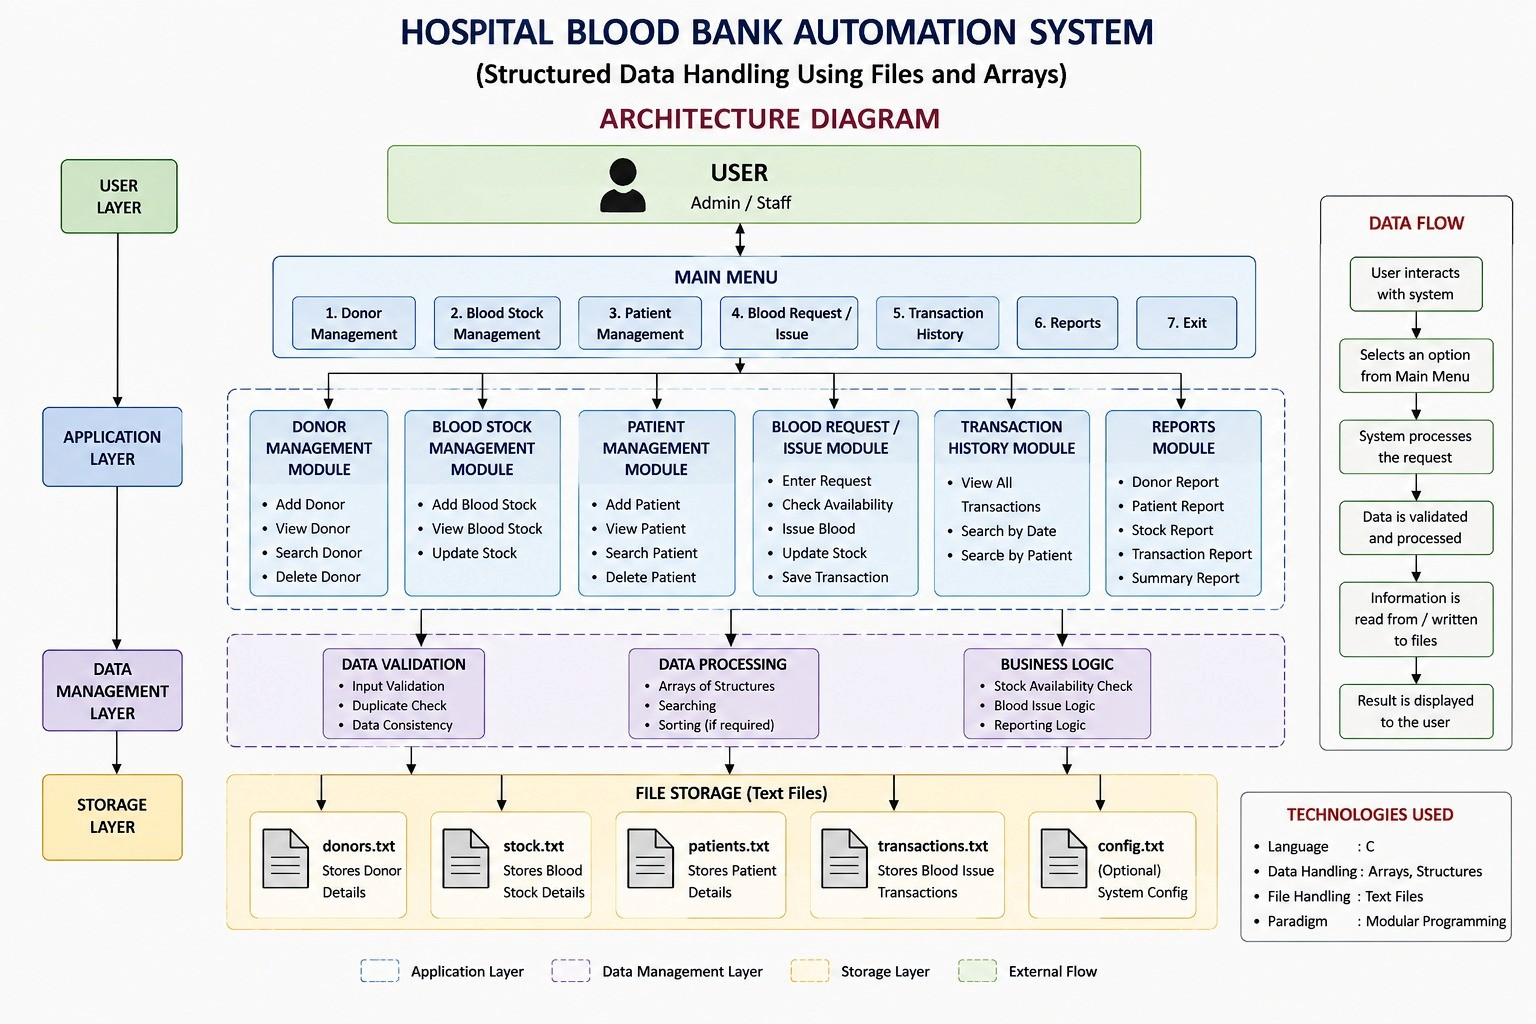 HOSPITAL BLOOD BANK AUTOMATION SYSTEM
(Structured Data Handling Using Files and Arrays)
ARCHITECTURE DIAGRAM
USER
LAYER
APPLICATION
LAYER
DATA
MANAGEMENT
LAYER
STORAGE
LAYER
USER
Admin / Staff
MAIN MENU
1. Donor
Management
2. Blood Stock
Management
3. Patient
Management
4. Blood Request /
Issue
5. Transaction
History
6. Reports
7. Exit
DONOR
MANAGEMENT
MODULE
• Add Donor
• View Donor
• Search Donor
• Delete Donor
BLOOD STOCK
MANAGEMENT
MODULE
• Add Blood Stock
• View Blood Stock
• Update Stock
PATIENT
MANAGEMENT
MODULE
• Add Patient
• View Patient
• Search Patient
• Delete Patient
BLOOD REQUEST /
ISSUE MODULE
• Enter Request
• Check Availability
• Issue Blood
• Update Stock
• Save Transaction
TRANSACTION
HISTORY MODULE
• View All
Transactions
• Search by Date
• Search by Patient
REPORTS
MODULE
• Donor Report
• Patient Report
• Stock Report
• Transaction Report
• Summary Report
DATA VALIDATION
• Input Validation
• Duplicate Check
• Data Consistency
DATA PROCESSING
• Arrays of Structures
• Searching
• Sorting (if required)
BUSINESS LOGIC
• Stock Availability Check
• Blood Issue Logic
• Reporting Logic
FILE STORAGE (Text Files)
donors.txt
Stores Donor
Details
stock.txt
Stores Blood
Stock Details
patients.txt
Stores Patient
Details
transactions.txt
Stores Blood Issue
Transactions
config.txt
(Optional)
System Config
DATA FLOW
User interacts
with system
Selects an option
from Main Menu
System processes
the request
Data is validated
and processed
Information is
read from / written
to files
Result is displayed
to the user
TECHNOLOGIES USED
• Language : C
• Data Handling : Arrays, Structures
• File Handling : Text Files
• Paradigm : Modular Programming
Application Layer
Data Management Layer
Storage Layer
External Flow